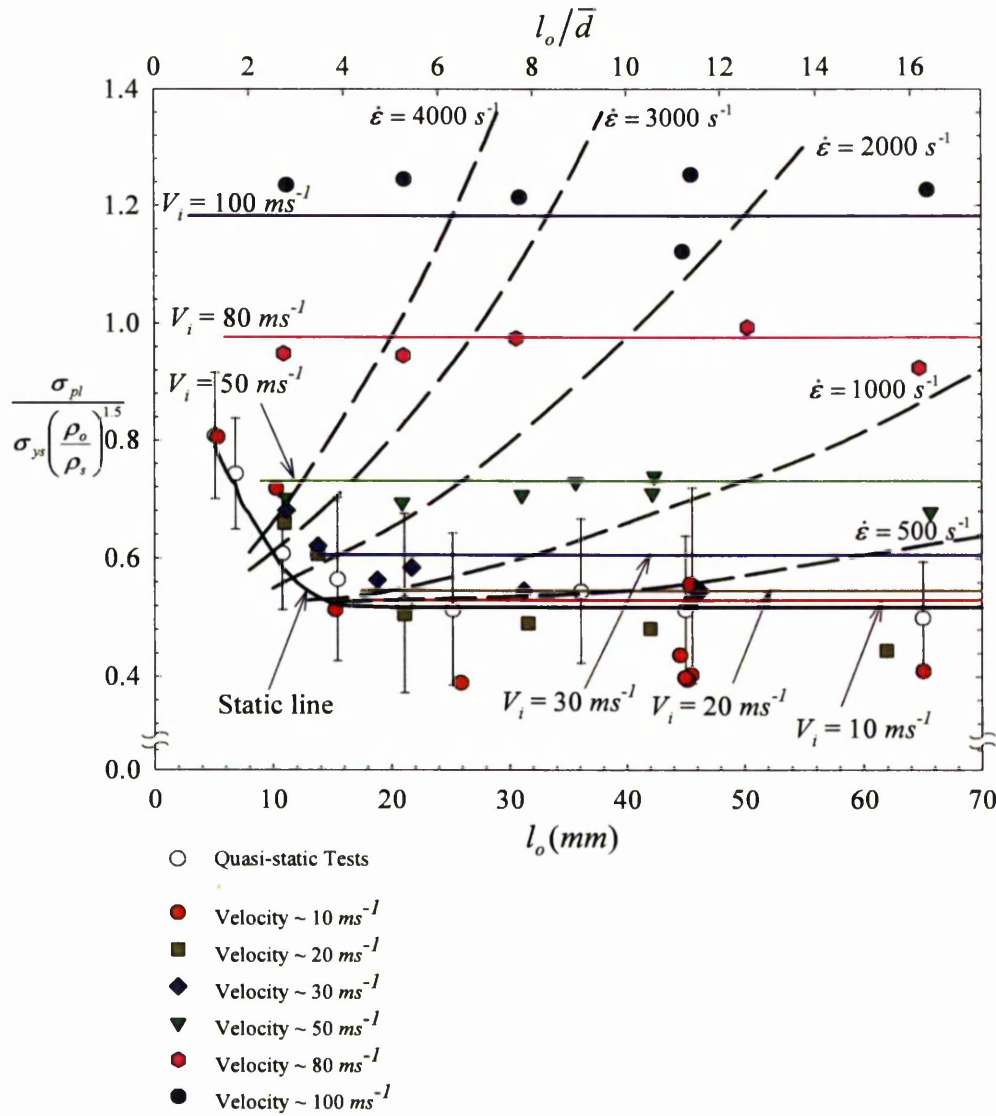 l_o/d̄
0 2 4 6 8 10 12 14 16
1.4
1.2
1.0
0.8
0.6
0.4
0.0
σ_pl
σ_ys (ρ_o/ρ_s)^1.5
ε̇ = 4000 s^-1
ε̇ = 3000 s^-1
ε̇ = 2000 s^-1
V_i = 100 ms^-1
V_i = 80 ms^-1
V_i = 50 ms^-1
ε̇ = 1000 s^-1
ε̇ = 500 s^-1
Static line
V_i = 30 ms^-1
V_i = 20 ms^-1
V_i = 10 ms^-1
0 10 20 30 40 50 60 70
l_o (mm)
Quasi-static Tests
Velocity ~ 10 ms^-1
Velocity ~ 20 ms^-1
Velocity ~ 30 ms^-1
Velocity ~ 50 ms^-1
Velocity ~ 80 ms^-1
Velocity ~ 100 ms^-1